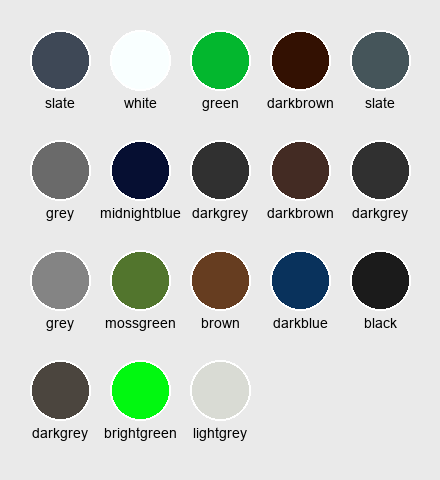 slate white green darkbrown slate
grey midnightblue darkgrey darkbrown darkgrey
grey mossgreen brown darkblue black
darkgrey brightgreen lightgrey